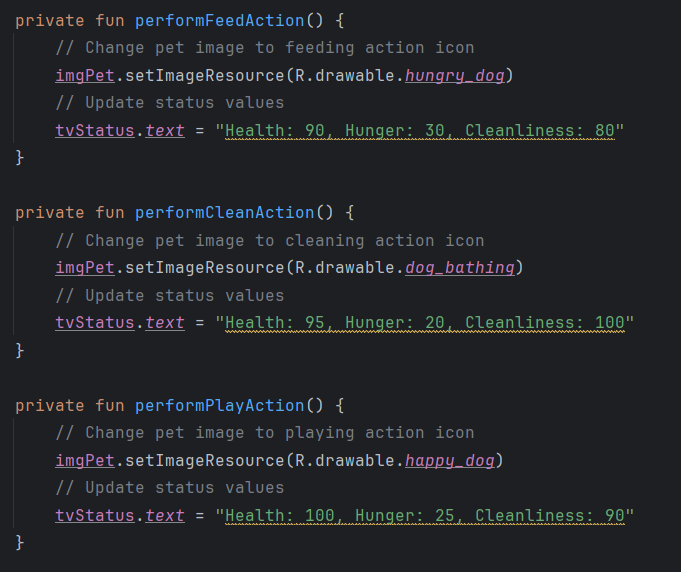 private fun performFeedAction() {
// Change pet image to feeding action icon
imgPet.setImageResource(R.drawable.hungry_dog)
// Update status values
tvStatus.text = "Health: 90, Hunger: 30, Cleanliness: 80"
}
private fun performCleanAction() {
// Change pet image to cleaning action icon
imgPet.setImageResource(R.drawable.dog_bathing)
// Update status values
tvStatus.text = "Health: 95, Hunger: 20, Cleanliness: 100"
}
private fun performPlayAction() {
// Change pet image to playing action icon
imgPet.setImageResource(R.drawable.happy_dog)
// Update status values
tvStatus.text = "Health: 100, Hunger: 25, Cleanliness: 90"
}